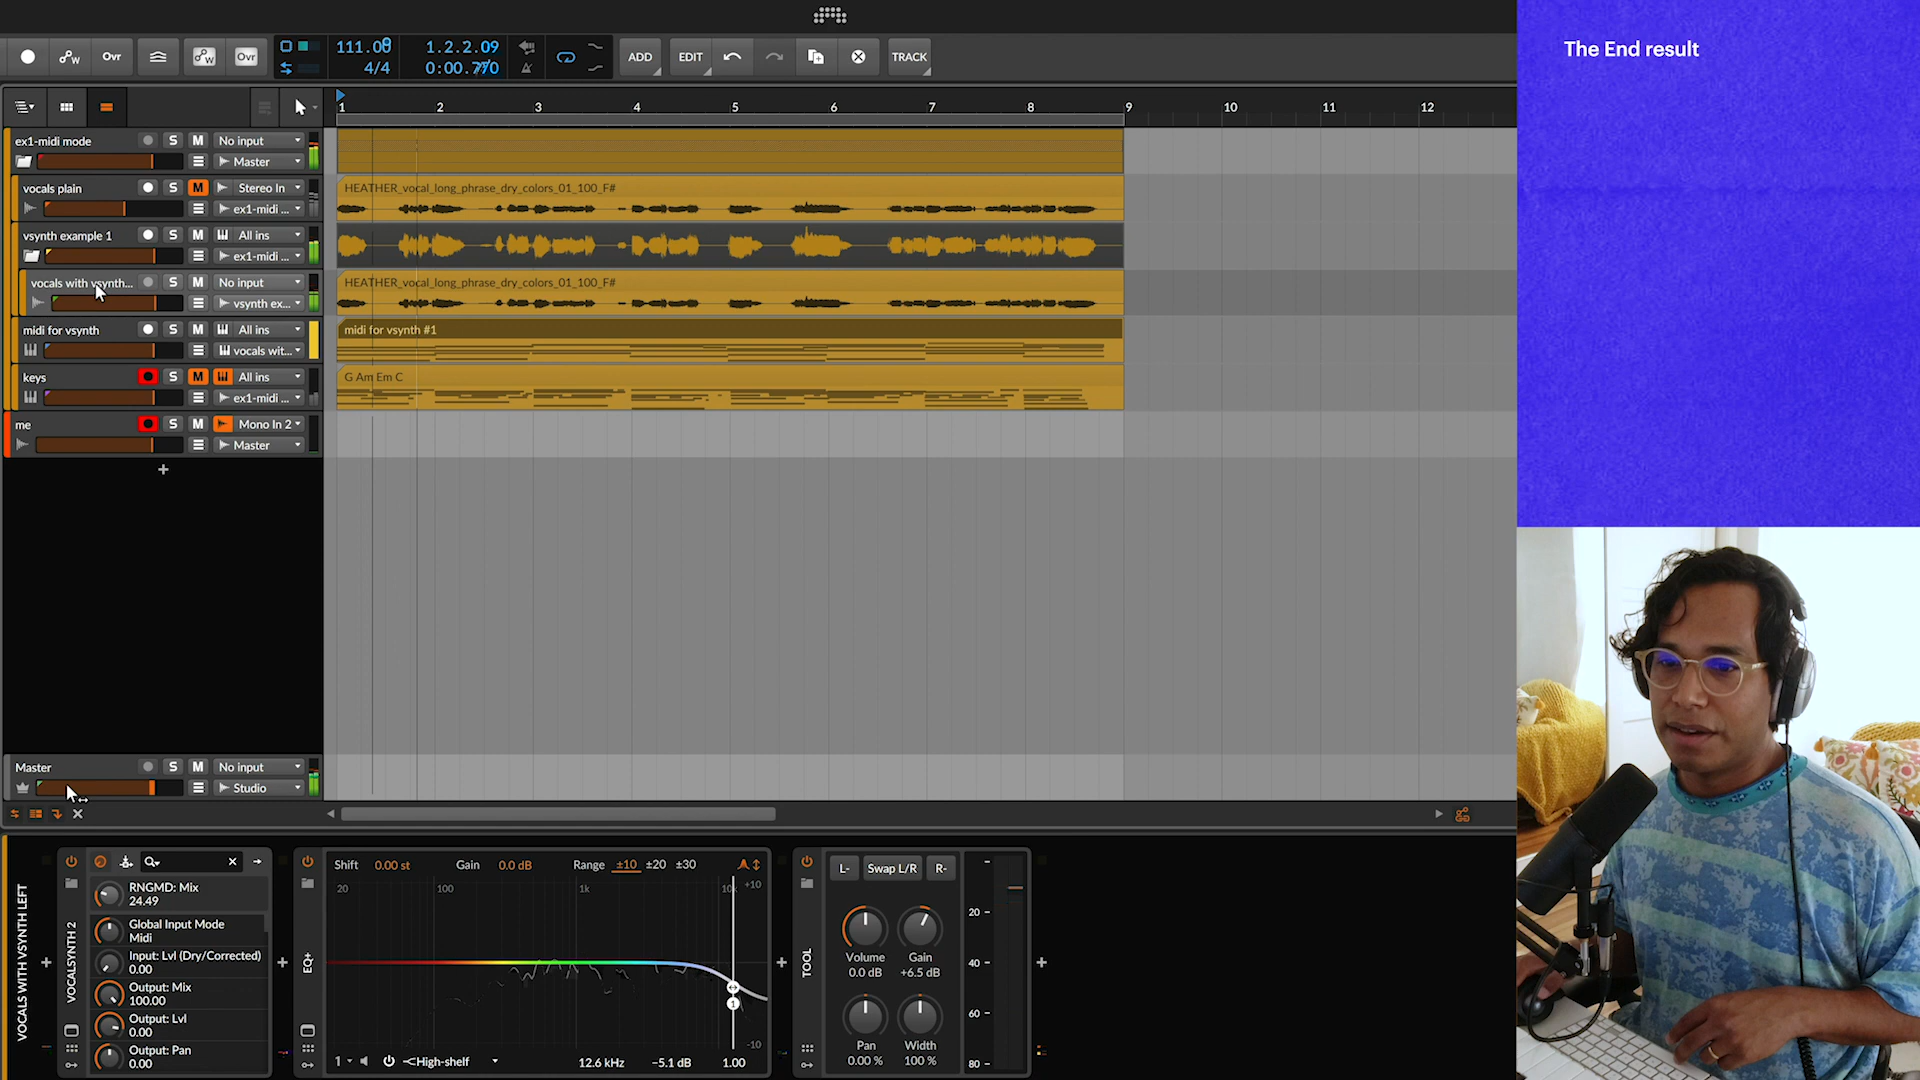 The End result
Ovr
Ovr
111.00
4/4
1.2.2.09
0:00.770
ADD
EDIT
TRACK
1 2 3 4 5 6 7 8 9 10 11 12
ex1-midi mode S M No input
Master
vocals plain S M Stereo In
ex1-midi ...
HEATHER_vocal_long_phrase_dry_colors_01_100_F#
vsynth example 1 S M All ins
ex1-midi ...
vocals with vsynth... S M No input
vsynth ex...
HEATHER_vocal_long_phrase_dry_colors_01_100_F#
midi for vsynth S M All ins
vocals wit...
midi for vsynth #1
keys S M All ins
ex1-midi ...
G Am Em C
me S M Mono In 2
Master
+
Master S M No input
Studio
VOCALS WITH VSYNTH LEFT
VOCALSYNTH 2
RNGMD: Mix
24.49
Global Input Mode
Midi
Input: Lvl (Dry/Corrected)
0.00
Output: Mix
100.00
Output: Lvl
0.00
Output: Pan
0.00
EQ+
Shift 0.00 st Gain 0.0 dB Range ±10 ±20 ±30
20 100 1k 10k +10
-10
1
1 High-shelf 12.6 kHz -5.1 dB 1.00
TOOL
L- Swap L/R R-
Volume
0.0 dB
Gain
+6.5 dB
Pan
0.00 %
Width
100 %
20
40
60
80